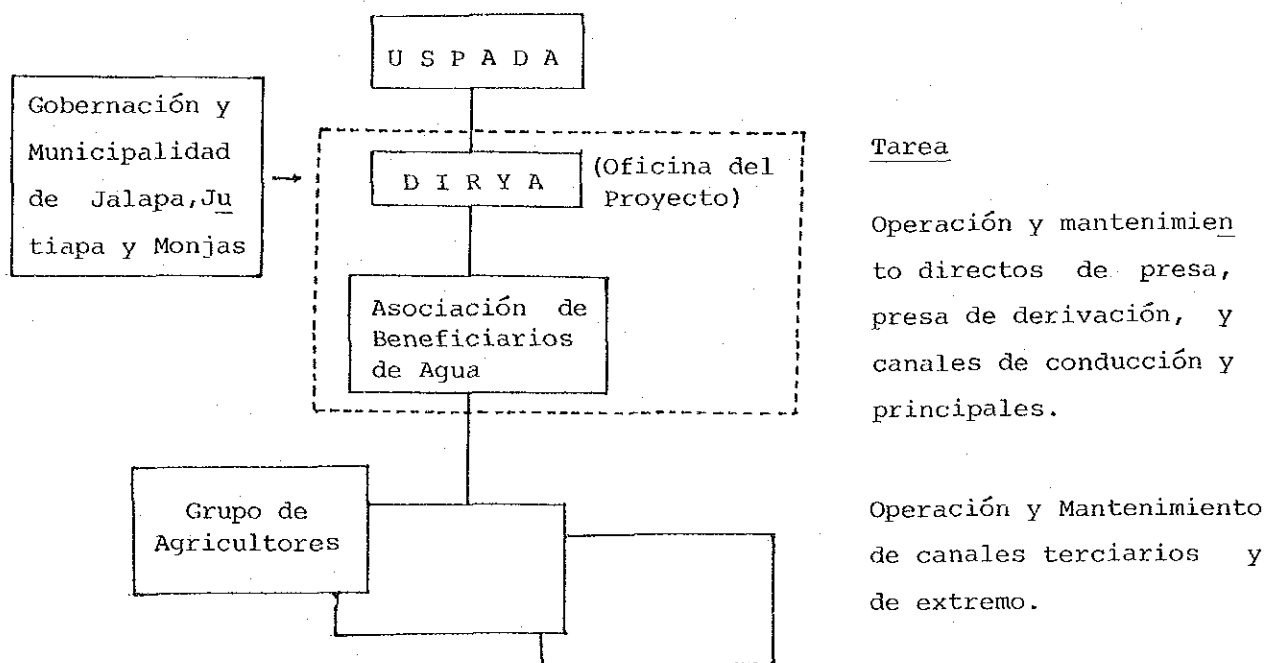 U S P A D A
Gobernación y
Municipalidad
de Jalapa,Ju
tiapa y Monjas
D I R Y A
(Oficina del
Proyecto)
Asociación de
Beneficiarios
de Agua
Grupo de
Agricultores
Tarea
Operación y mantenimien
to directos de presa,
presa de derivación, y
canales de conducción y
principales.
Operación y Mantenimiento
de canales terciarios y
de extremo.